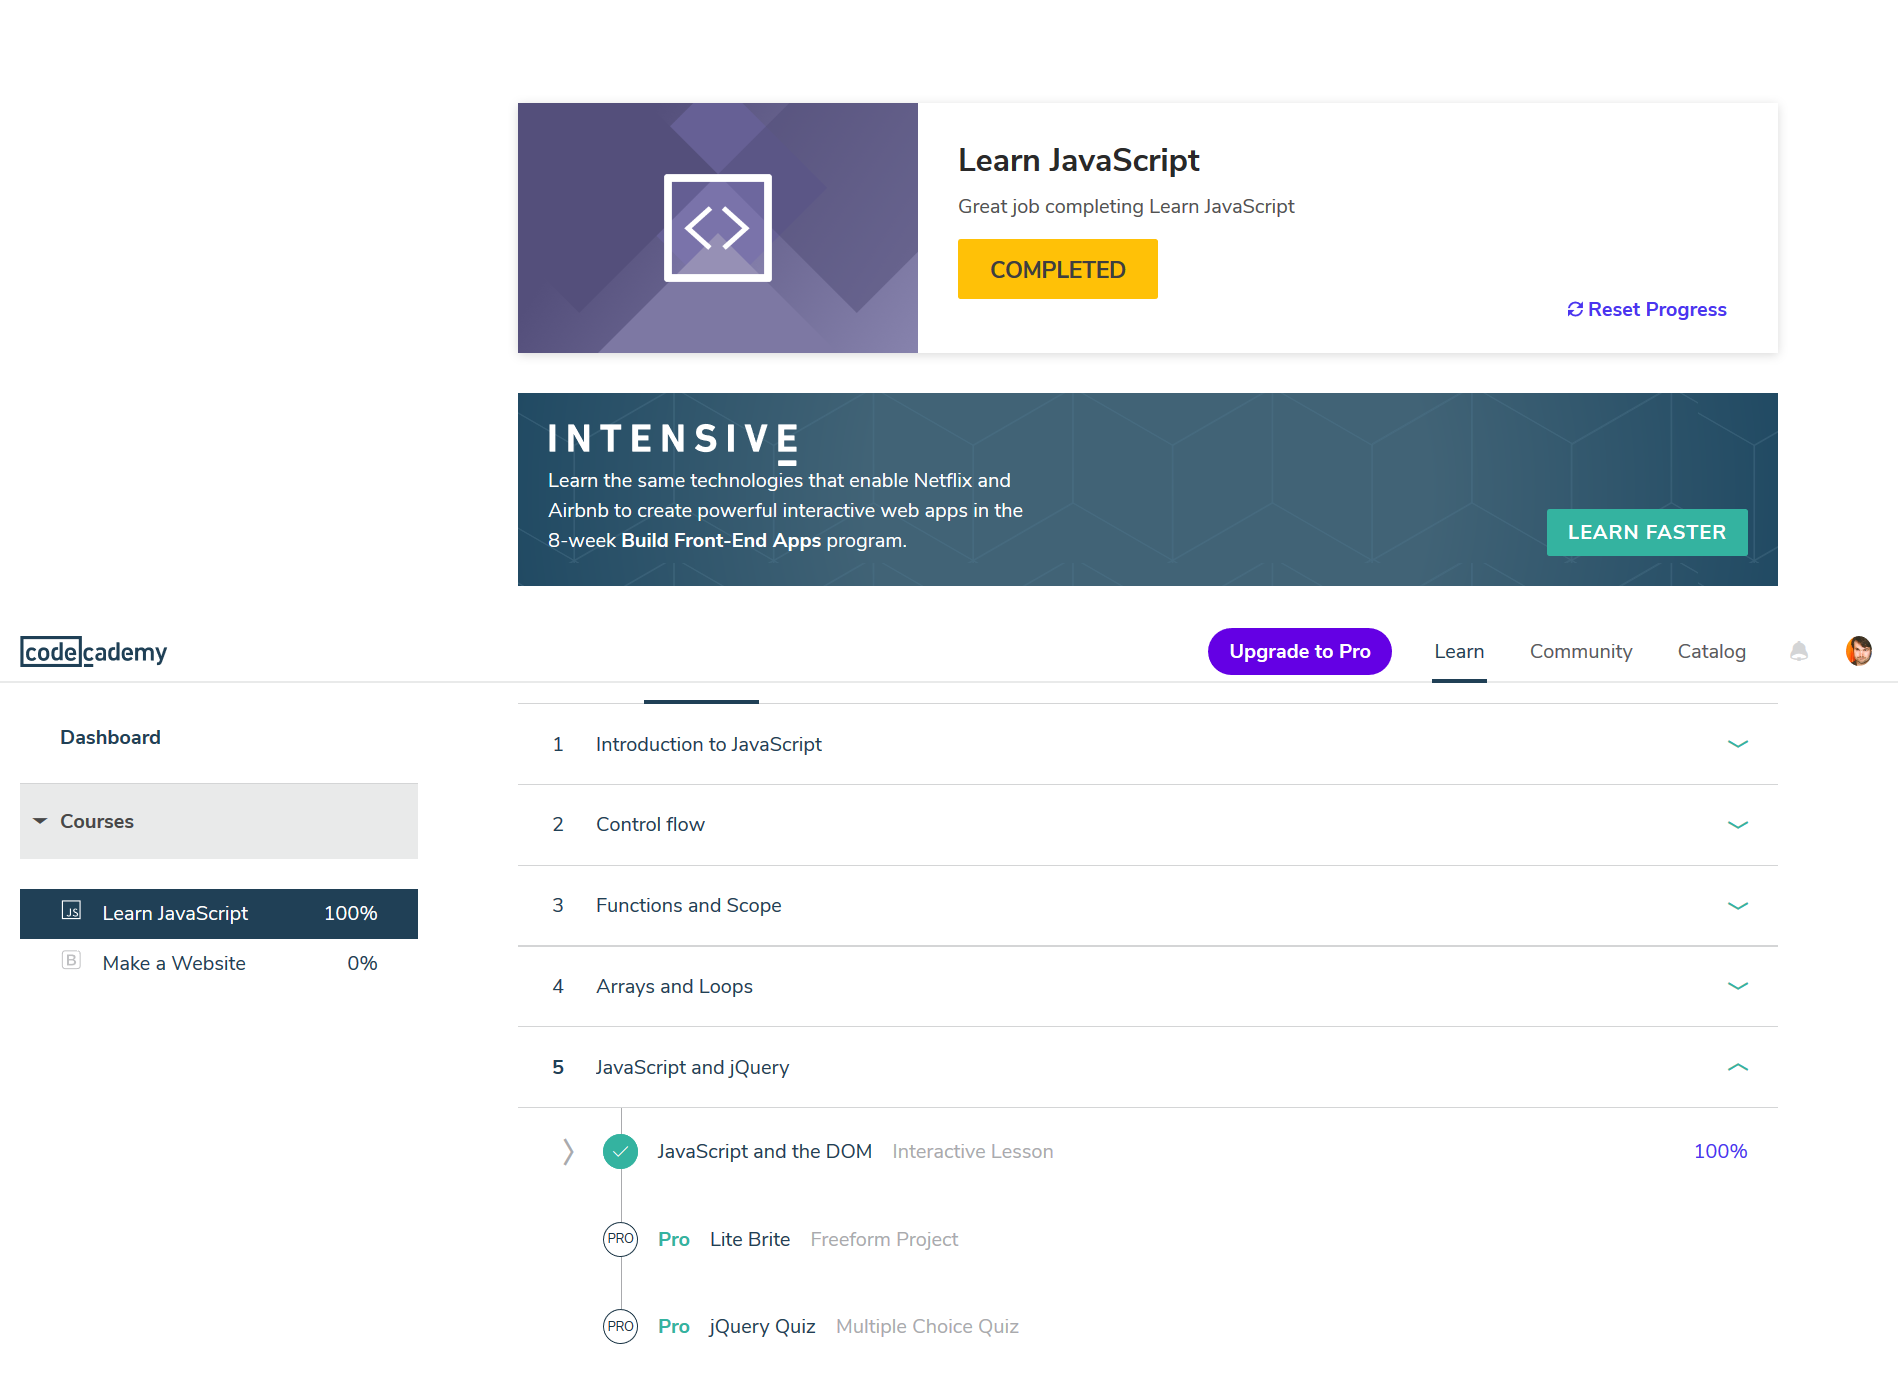 Learn JavaScript
Great job completing Learn JavaScript
COMPLETED
Reset Progress
INTENSIVE
Learn the same technologies that enable Netflix and
Airbnb to create powerful interactive web apps in the
8-week Build Front-End Apps program.
LEARN FASTER
codecademy
Upgrade to Pro Learn Community Catalog
Dashboard
Courses
JS Learn JavaScript 100%
B Make a Website 0%
1 Introduction to JavaScript
2 Control flow
3 Functions and Scope
4 Arrays and Loops
5 JavaScript and jQuery
JavaScript and the DOM Interactive Lesson 100%
PRO Pro Lite Brite Freeform Project
PRO Pro jQuery Quiz Multiple Choice Quiz